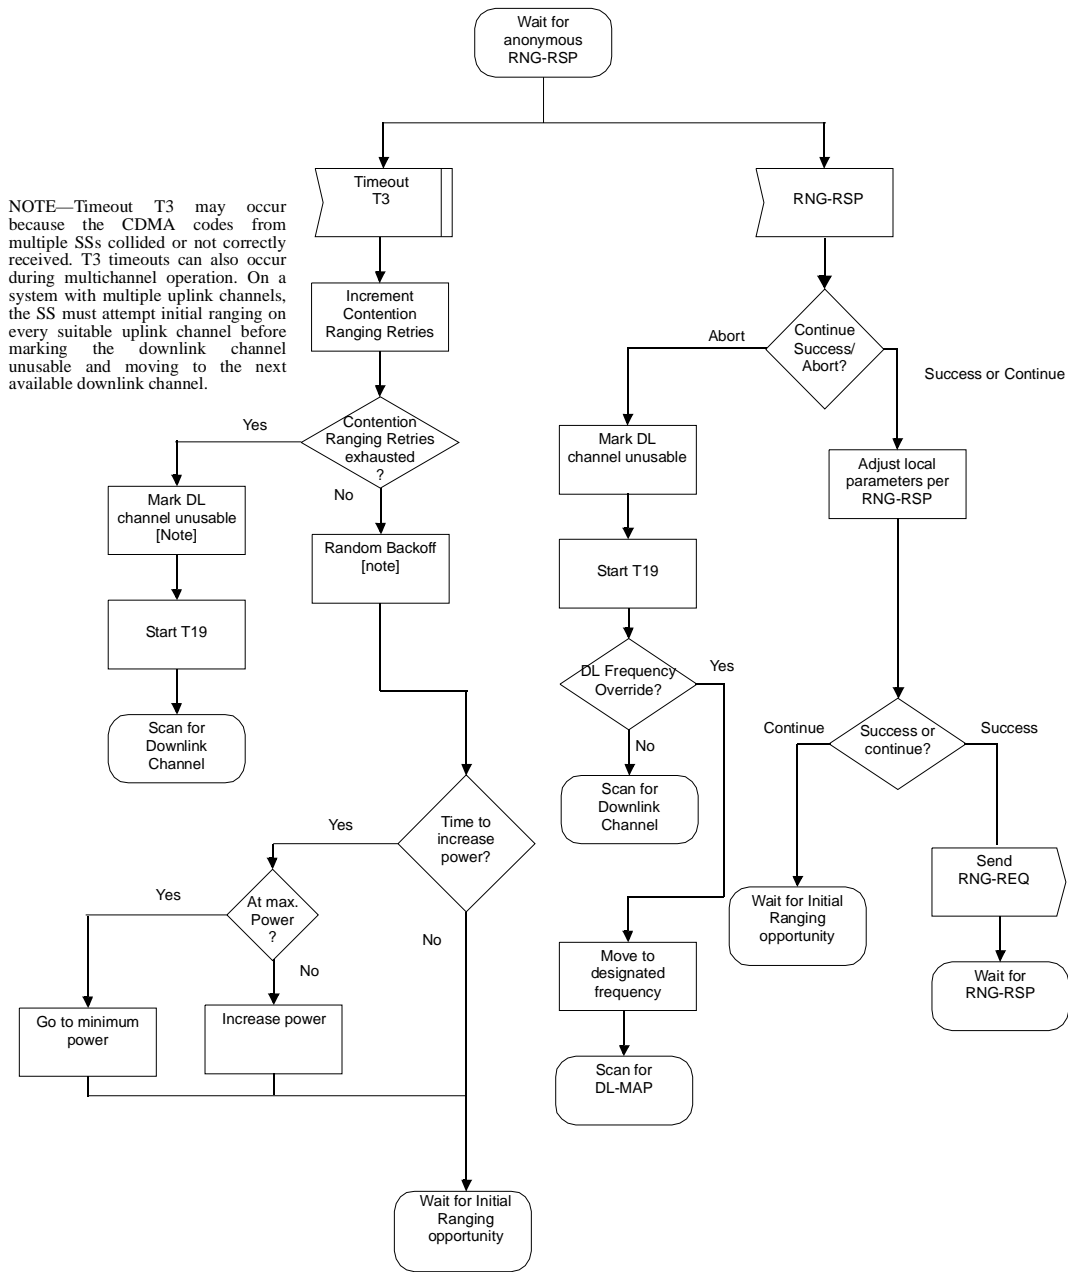 Wait for
anonymous
RNG-RSP
Timeout
T3
RNG-RSP
NOTE—Timeout T3 may occur
because the CDMA codes from
multiple SSs collided or not correctly
received. T3 timeouts can also occur
during multichannel operation. On a
system with multiple uplink channels,
the SS must attempt initial ranging on
every suitable uplink channel before
marking the downlink channel
unusable and moving to the next
available downlink channel.
Increment
Contention
Ranging Retries
Continue
Success/
Abort?
Abort
Success or Continue
Contention
Ranging Retries
exhausted
?
Yes
No
Mark DL
channel unusable
[Note]
Start T19
Scan for
Downlink
Channel
Random Backoff
[note]
Mark DL
channel unusable
Start T19
DL Frequency
Override?
Yes
No
Scan for
Downlink
Channel
Move to
designated
frequency
Scan for
DL-MAP
Adjust local
parameters per
RNG-RSP
Success or
continue?
Continue
Success
Wait for Initial
Ranging
opportunity
Send
RNG-REQ
Wait for
RNG-RSP
Time to
increase
power?
Yes
No
At max.
Power
?
Yes
No
Go to minimum
power
Increase power
Wait for Initial
Ranging
opportunity